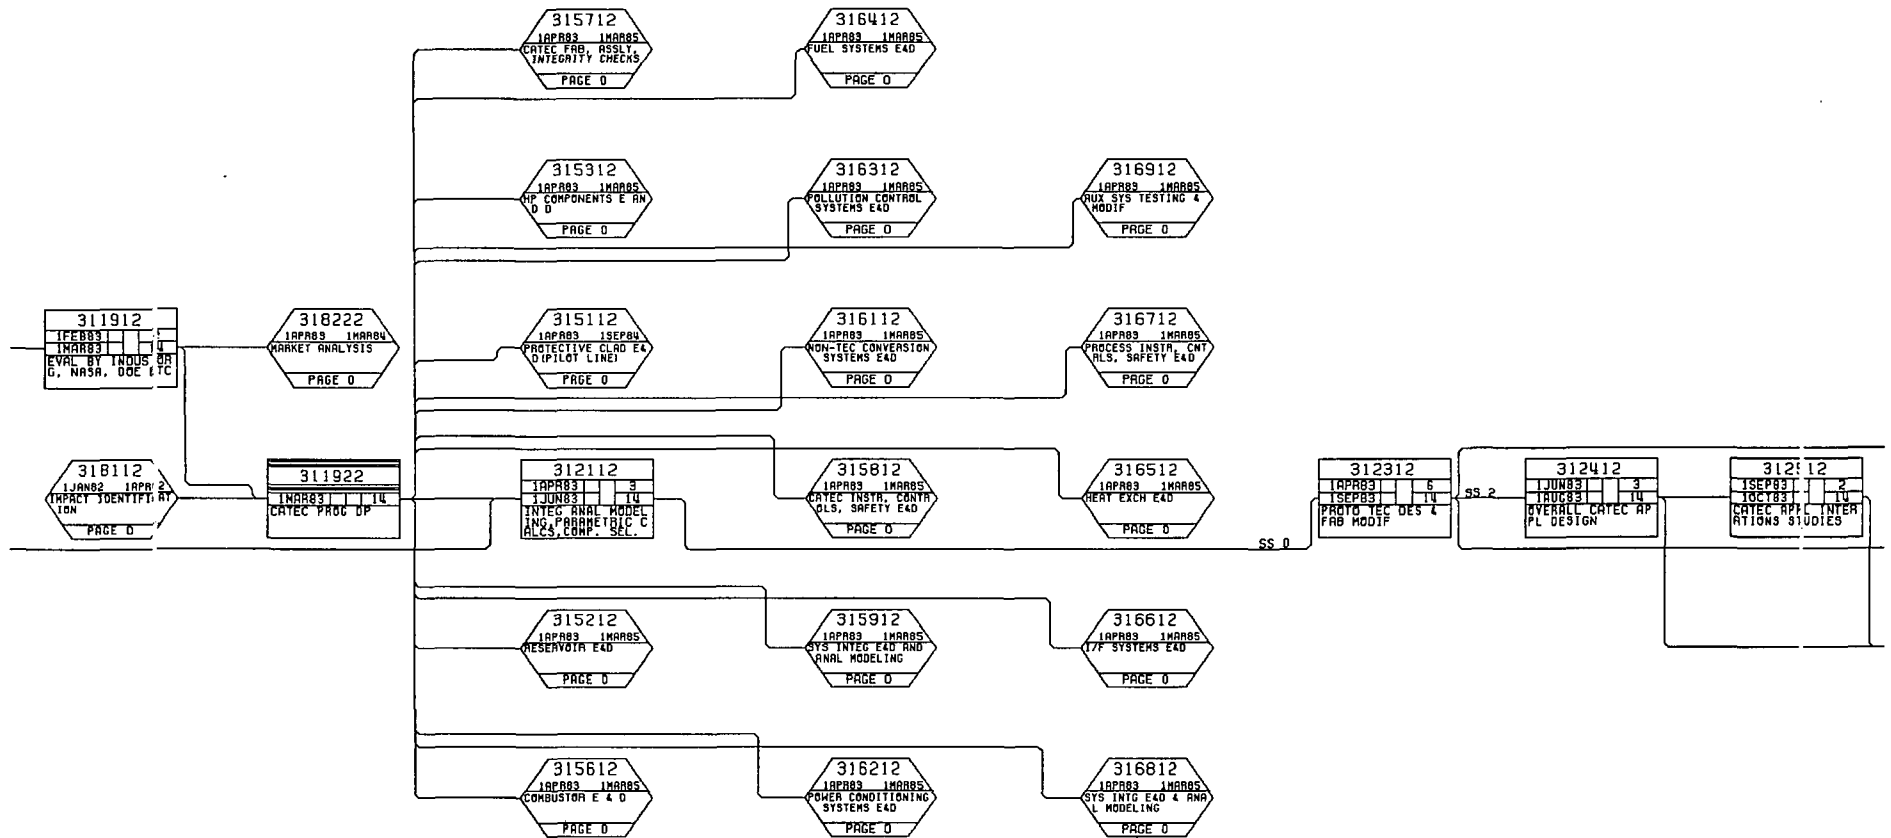 315712
1APR83 1MAR85
CATEC FAB, ASSLY,
INTEGRITY CHECKS
PAGE 0
316412
1APR83 1MAR85
FUEL SYSTEMS E&D
PAGE 0
315312
1APR83 1MAR85
HP COMPONENTS E AN
D D
PAGE 0
316312
1APR83 1MAR85
POLLUTION CONTROL
SYSTEMS E&D
PAGE 0
316912
1APR83 1MAR85
AUX SYS TESTING &
MODIF
PAGE 0
311912
1FEB83
1MAR83
EVAL BY INDUS OR
G, NASA, DOE ETC
318222
1APR83 1MAR84
MARKET ANALYSIS
PAGE 0
315112
1APR83 1SEP84
PROTECTIVE CLAD E&
D(PILOT LINE)
PAGE 0
316112
1APR83 1MAR85
NON-TEC CONVERSION
SYSTEMS E&D
PAGE 0
316712
1APR83 1MAR85
PROCESS INSTR, CNT
RLS, SAFETY E&D
PAGE 0
318112
1JAN82
IMPACT IDENTIFICAT
ION
PAGE 0
311922
1MAR83 14
CATEC PROG DP
312112
1APR83 3
1JUN83 14
INTEG ANAL MODEL
ING,PARAMETRIC C
ALCS,COMP. SEL.
315812
1APR83 1MAR85
CATEC INSTR, CONTR
OLS, SAFETY E&D
PAGE 0
316512
1APR83 1MAR85
HEAT EXCH E&D
PAGE 0
SS 0
312312
1APR83 6
1SEP83 14
PROTO TEC DES &
FAB MODIF
SS 2
312412
1JUN83 3
1AUG83 14
OVERALL CATEC AP
PL DESIGN
312512
1SEP83 2
1OCT83 14
CATEC APPL INTER
ATIONS STUDIES
315212
1APR83 1MAR85
RESERVOIR E&D
PAGE 0
315912
1APR83 1MAR85
SYS INTEG E&D AND
ANAL MODELING
PAGE 0
316612
1APR83 1MAR85
I/F SYSTEMS E&D
PAGE 0
315612
1APR83 1MAR85
COMBUSTOR E & D
PAGE 0
316212
1APR83 1MAR85
POWER CONDITIONING
SYSTEMS E&D
PAGE 0
316812
1APR83 1MAR85
SYS INTG E&D & ANA
L MODELING
PAGE 0